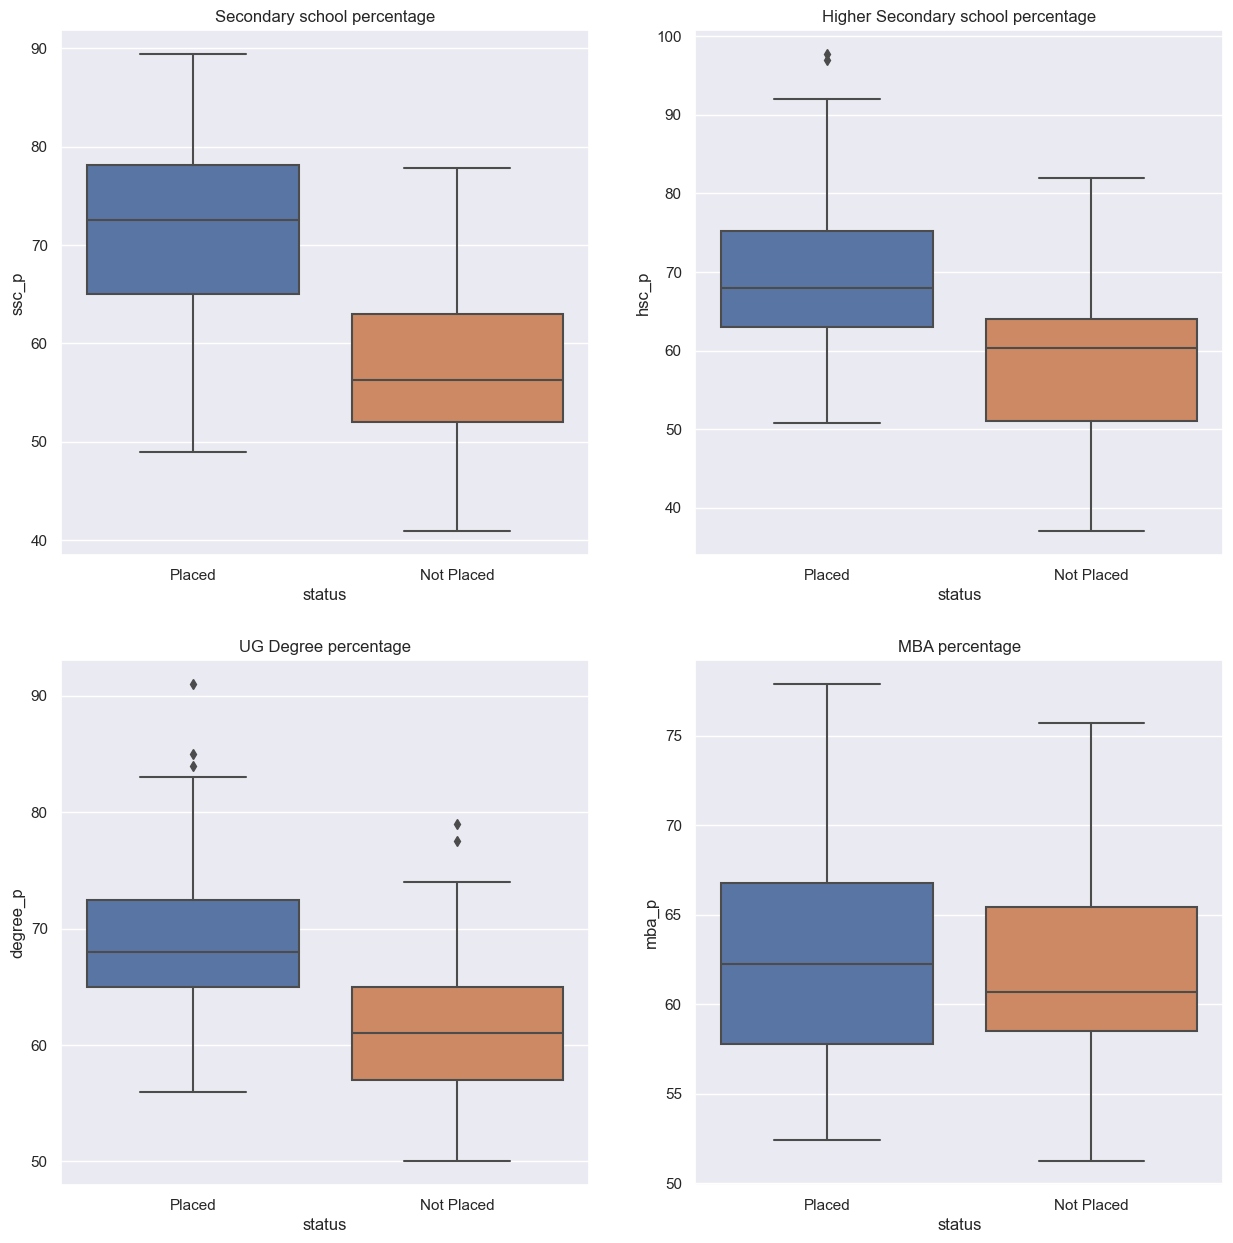 Secondary school percentage
90
80
70
60
50
40
ssc_p
Placed
Not Placed
status
Higher Secondary school percentage
100
90
80
70
60
50
40
hsc_p
Placed
Not Placed
status
UG Degree percentage
90
80
70
60
50
degree_p
Placed
Not Placed
status
MBA percentage
75
70
65
60
55
50
mba_p
Placed
Not Placed
status